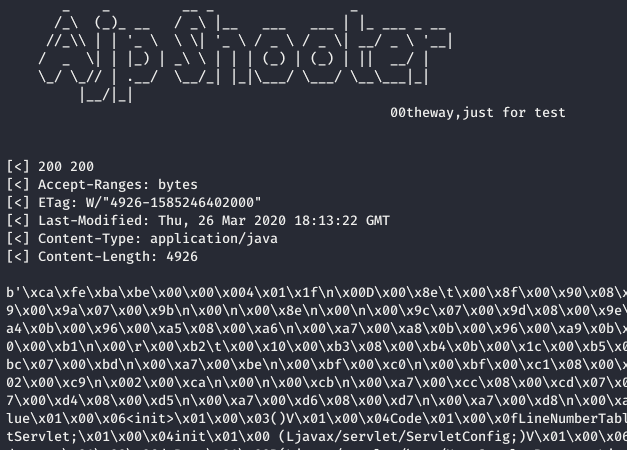 Ajp Shooter
00theway,just for test
[<] 200 200
[<] Accept-Ranges: bytes
[<] ETag: W/"4926-1585246402000"
[<] Last-Modified: Thu, 26 Mar 2020 18:13:22 GMT
[<] Content-Type: application/java
[<] Content-Length: 4926
b'\xca\xfe\xba\xbe\x00\x00\x004\x01\x1f\n\x00D\x00\x8e\t\x00\x8f\x00\x90\x08\x
9\x00\x9a\x07\x00\x9b\n\x00\n\x00\x8e\n\x00\n\x00\x9c\x07\x00\x9d\x08\x00\x9e\
a4\x0b\x00\x96\x00\xa5\x08\x00\xa6\n\x00\xa7\x00\xa8\x0b\x00\x96\x00\xa9\x0b\x
0\x00\xb1\n\x00\r\x00\xb2\t\x00\x10\x00\xb3\x08\x00\xb4\x0b\x00\x1c\x00\xb5\x0
bc\x07\x00\xbd\n\x00\xa7\x00\xbe\n\x00\xbf\x00\xc0\n\x00\xbf\x00\xc1\x08\x00\x
02\x00\xc9\n\x002\x00\xca\n\x00\n\x00\xcb\n\x00\xa7\x00\xcc\x08\x00\xcd\x07\x0
7\x00\xd4\x08\x00\xd5\n\x00\xa7\x00\xd6\x08\x00\xd7\n\x00\xa7\x00\xd8\n\x00\xa
lue\x01\x00\x06<init>\x01\x00\x03()V\x01\x00\x04Code\x01\x00\x0fLineNumberTabl
tServlet;\x01\x00\x04init\x01\x00 (Ljavax/servlet/ServletConfig;)V\x01\x00\x06